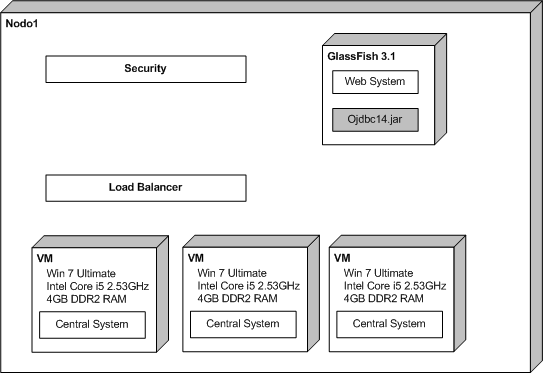 Nodo1
Security
GlassFish 3.1
Web System
Ojdbc14.jar
Load Balancer
VM
Win 7 Ultimate
Intel Core i5 2.53GHz
4GB DDR2 RAM
Central System
VM
Win 7 Ultimate
Intel Core i5 2.53GHz
4GB DDR2 RAM
Central System
VM
Win 7 Ultimate
Intel Core i5 2.53GHz
4GB DDR2 RAM
Central System